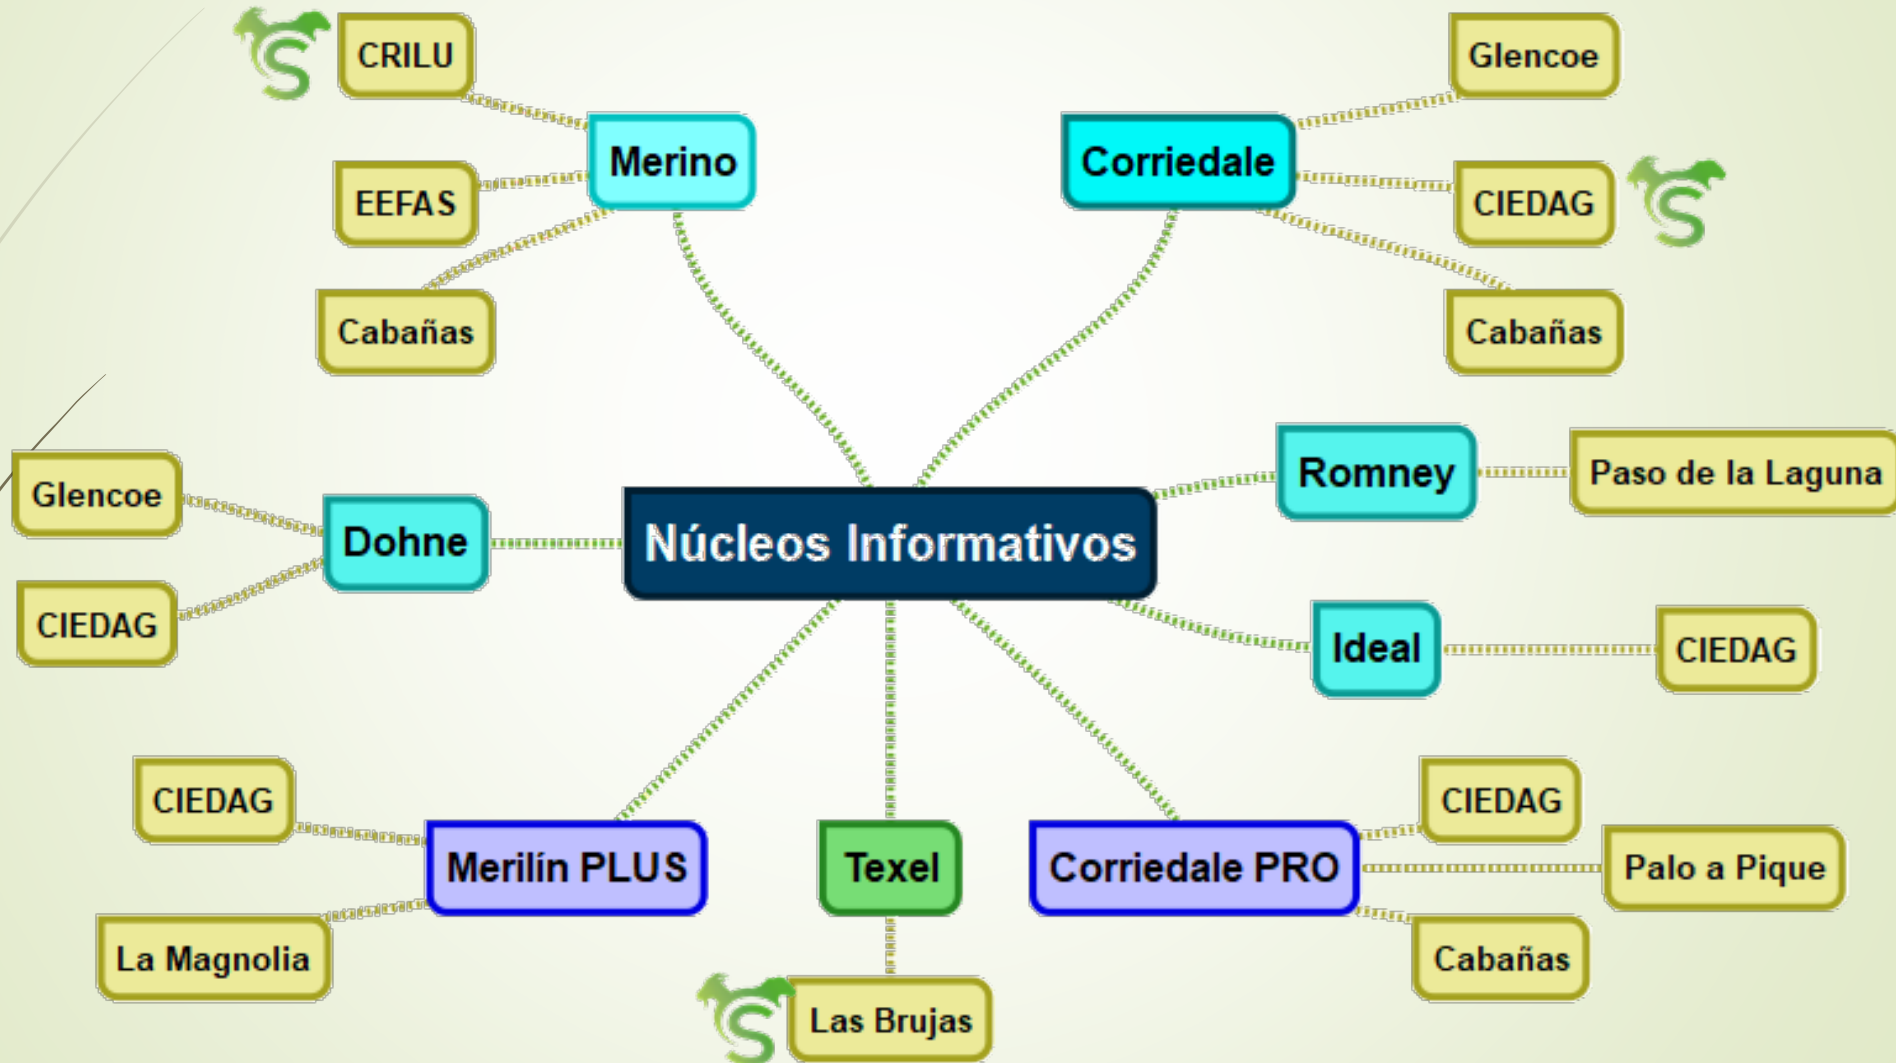 CRILU
Glencoe
Merino
Corriedale
EEFAS
CIEDAG
Cabañas
Cabañas
Romney
Paso de la Laguna
Glencoe
Dohne
Núcleos Informativos
CIEDAG
Ideal
CIEDAG
CIEDAG
CIEDAG
Merilín PLUS
Texel
Corriedale PRO
Palo a Pique
La Magnolia
Cabañas
Las Brujas
S
S
S